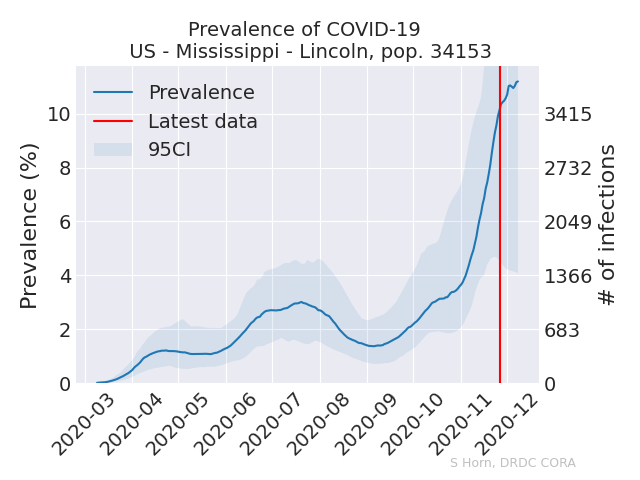 Prevalence of COVID-19
US - Mississippi - Lincoln, pop. 34153
Prevalence
Latest data
95CI
Prevalence (%)
10
8
6
4
2
0
3415
2732
2049
1366
683
0
# of infections
2020-03
2020-04
2020-05
2020-06
2020-07
2020-08
2020-09
2020-10
2020-11
2020-12
S Horn, DRDC CORA